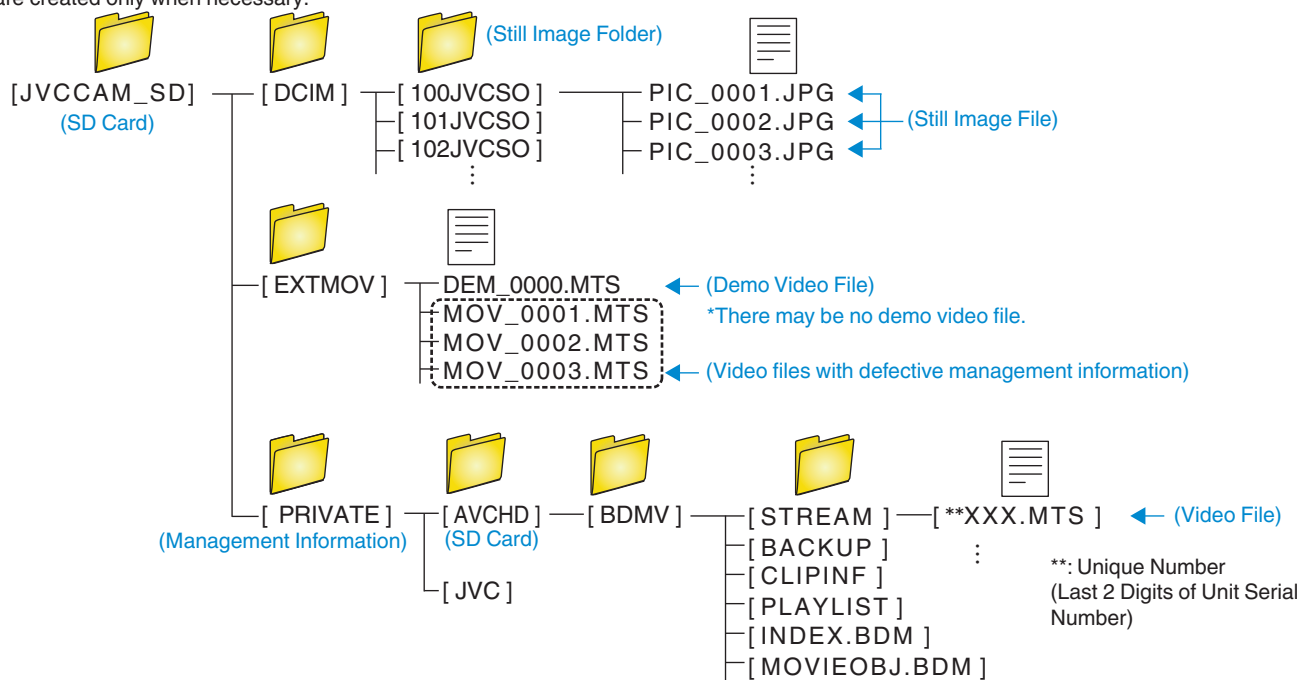 are created only when necessary.
(Still Image Folder)
[JVCCAM_SD]
(SD Card)
[ DCIM ]
[ 100JVCSO ]
[ 101JVCSO ]
[ 102JVCSO ]
PIC_0001.JPG
PIC_0002.JPG
PIC_0003.JPG
(Still Image File)
[ EXTMOV ]
DEM_0000.MTS
(Demo Video File)
*There may be no demo video file.
MOV_0001.MTS
MOV_0002.MTS
MOV_0003.MTS
(Video files with defective management information)
[ PRIVATE ]
(Management Information)
[ AVCHD ]
(SD Card)
[ JVC ]
[ BDMV ]
[ STREAM ]
[ **XXX.MTS ]
(Video File)
[BACKUP ]
[ CLIPINF ]
[ PLAYLIST ]
[ INDEX.BDM ]
[ MOVIEOBJ.BDM ]
**: Unique Number
(Last 2 Digits of Unit Serial
Number)